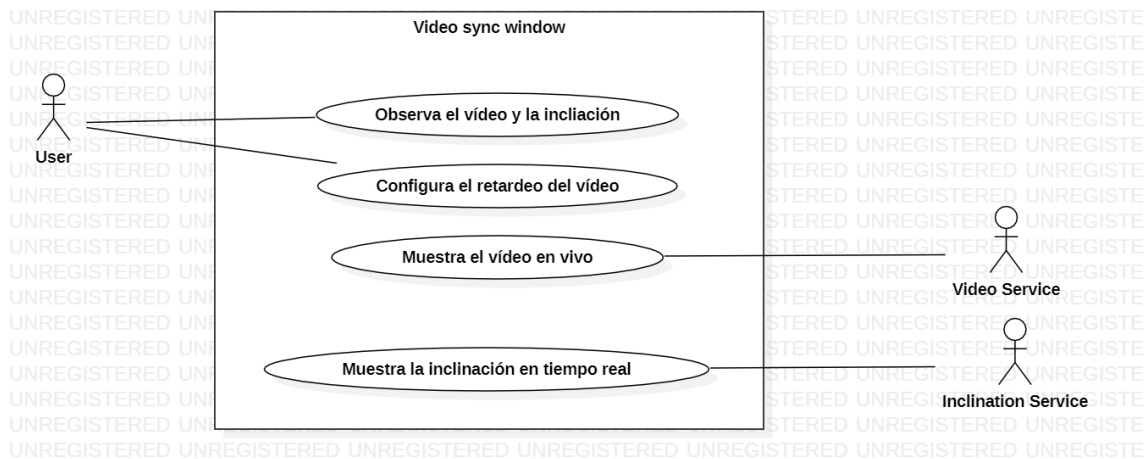 Video sync window
Observa el vídeo y la incliación
User
Configura el retardeo del vídeo
Muestra el vídeo en vivo
Video Service
Muestra la inclinación en tiempo real
Inclination Service
UNREGISTERED